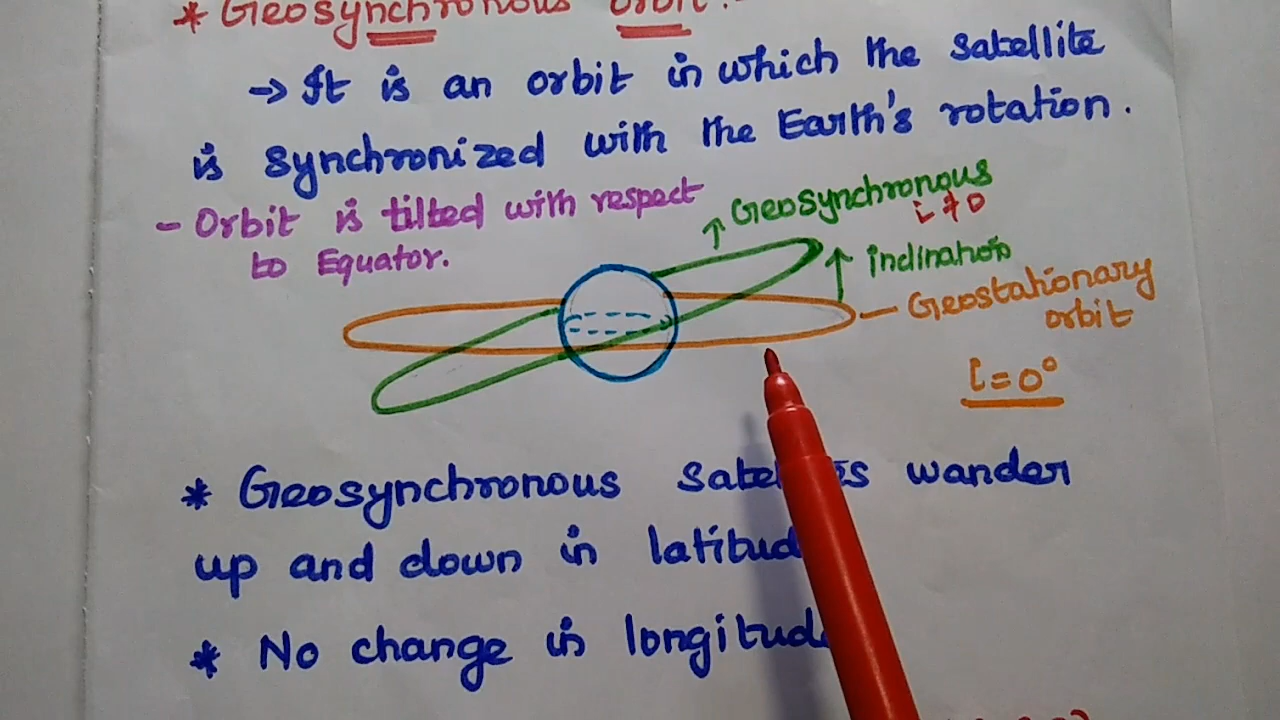 * Geosynchronous orbit:-
→ It is an orbit in which the satellite
is synchronized with the Earth's rotation.
- Orbit is tilted with respect
to Equator.
↑ Geosynchronous
i ≠ 0
↑ inclination
Geostationary
orbit
i = 0°
* Geosynchronous wander
up and down in
* No change in